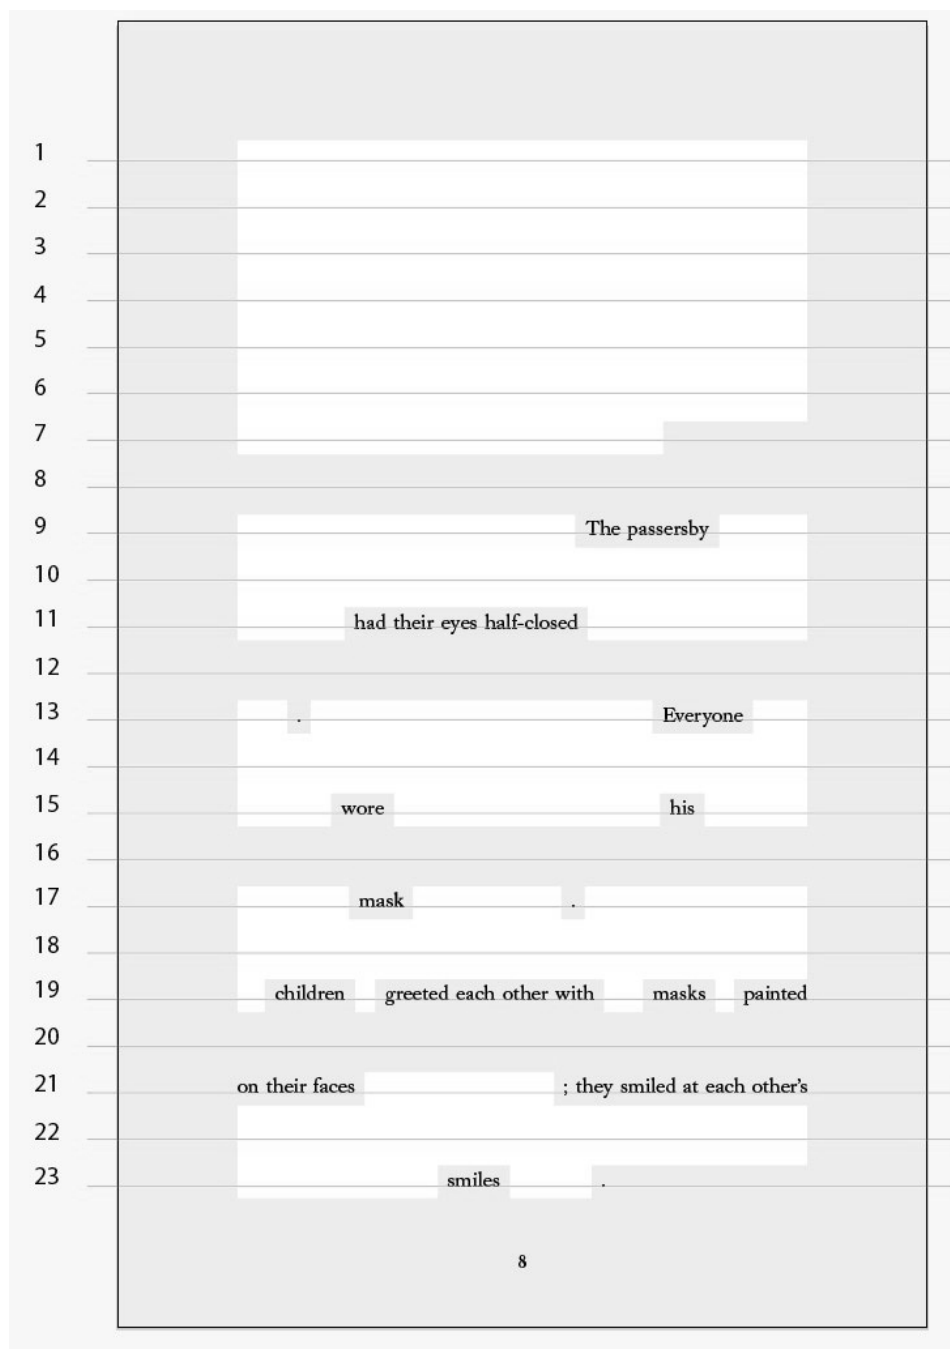 1
2
3
4
5
6
7
8
9 The passersby
10
11 had their eyes half-closed
12
13 . Everyone
14
15 wore his
16
17 mask .
18
19 children greeted each other with masks painted
20
21 on their faces ; they smiled at each other's
22
23 smiles .
8